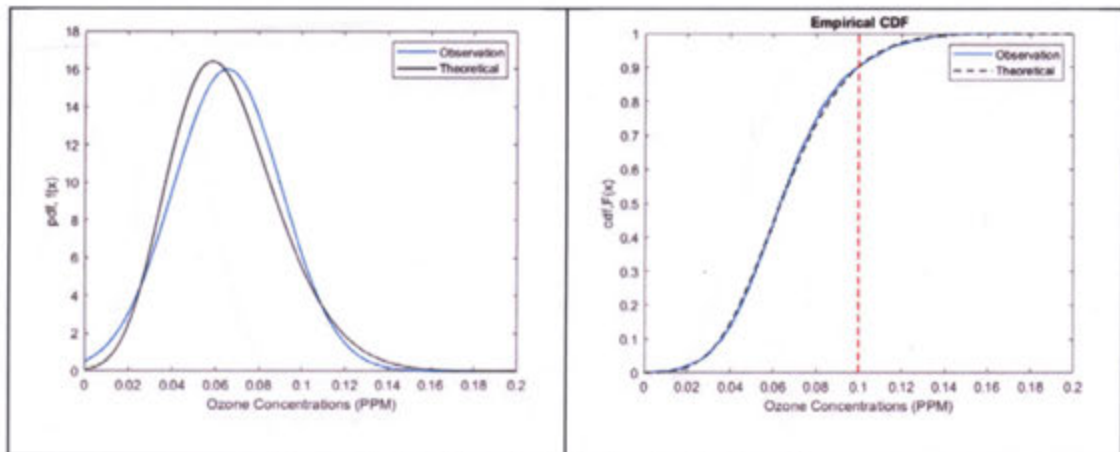 18
16
14
12
10
8
6
4
2
0
pdf, f(x)
Observation
Theoretical
0 0.02 0.04 0.06 0.08 0.1 0.12 0.14 0.16 0.18 0.2
Ozone Concentrations (PPM)
Empirical CDF
1
0.9
0.8
0.7
0.6
0.5
0.4
0.3
0.2
0.1
0
cdf,F(x)
Observation
Theoretical
0 0.02 0.04 0.06 0.08 0.1 0.12 0.14 0.16 0.18 0.2
Ozone Concentrations (PPM)